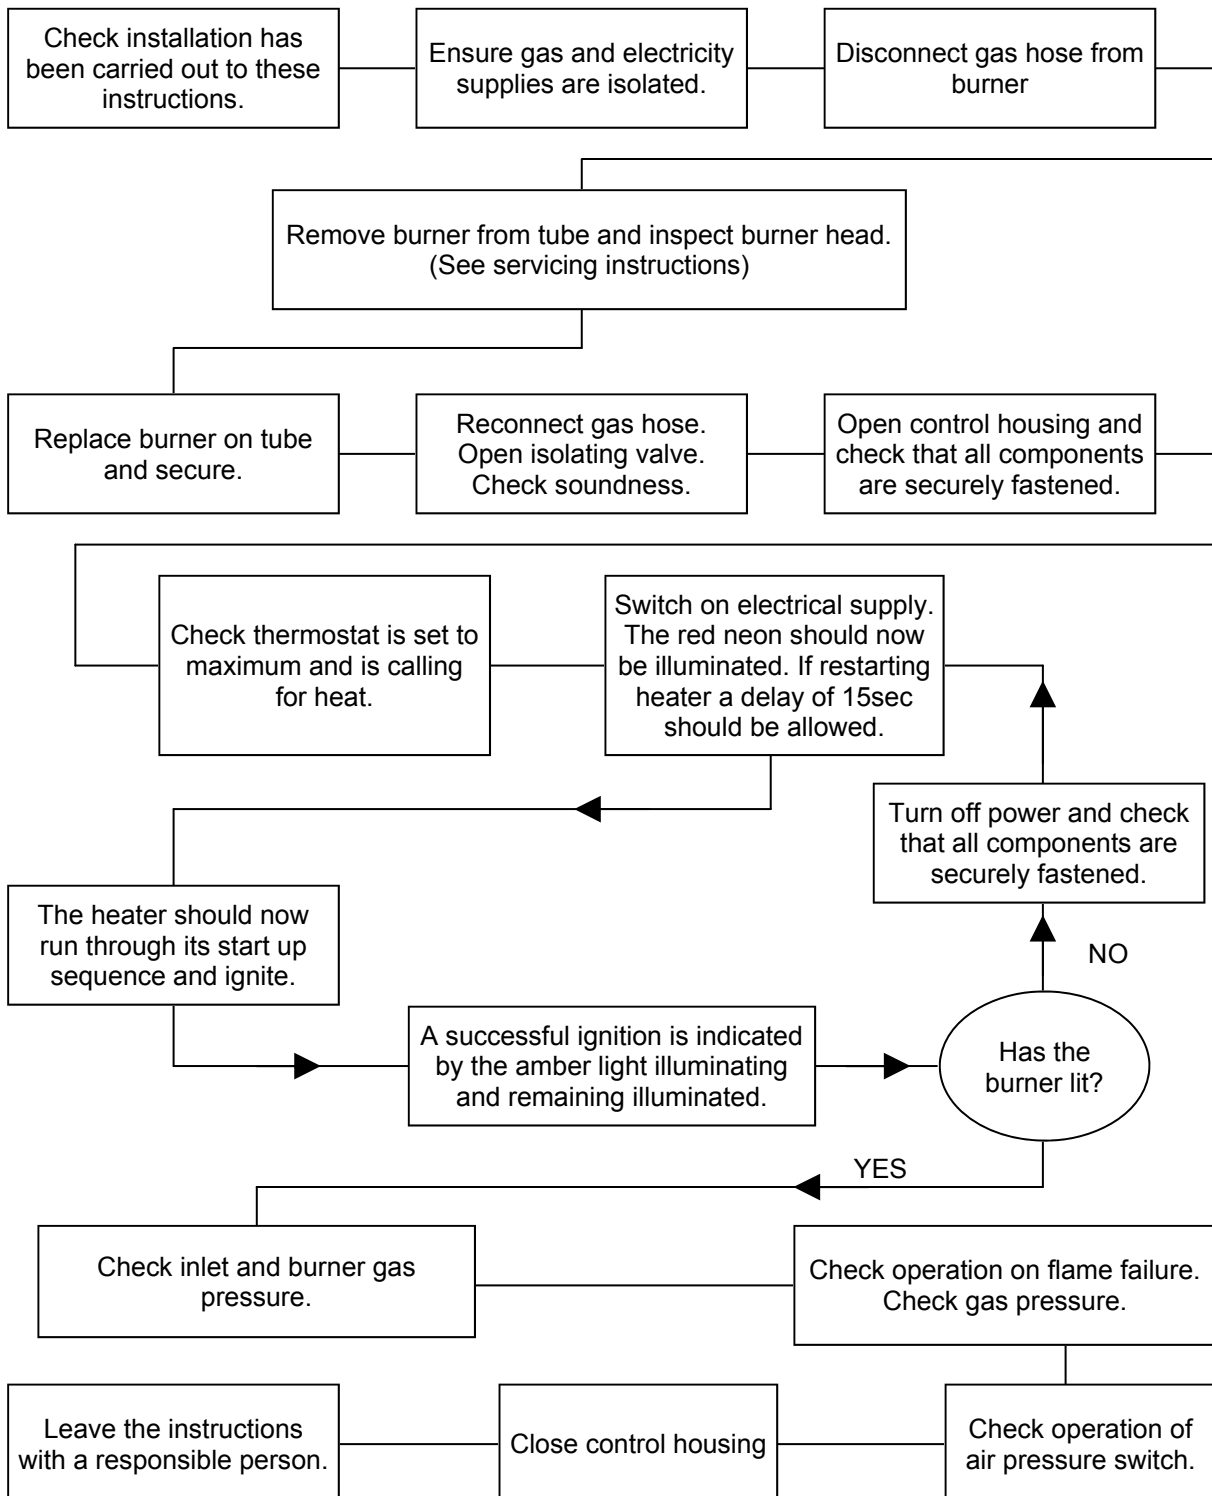 Check installation has
been carried out to these
instructions.
Ensure gas and electricity
supplies are isolated.
Disconnect gas hose from
burner
Remove burner from tube and inspect burner head.
(See servicing instructions)
Replace burner on tube
and secure.
Reconnect gas hose.
Open isolating valve.
Check soundness.
Open control housing and
check that all components
are securely fastened.
Check thermostat is set to
maximum and is calling
for heat.
Switch on electrical supply.
The red neon should now
be illuminated. If restarting
heater a delay of 15sec
should be allowed.
The heater should now
run through its start up
sequence and ignite.
A successful ignition is indicated
by the amber light illuminating
and remaining illuminated.
Has the
burner lit?
NO
Turn off power and check
that all components are
securely fastened.
YES
Check inlet and burner gas
pressure.
Check operation on flame failure.
Check gas pressure.
Check operation of
air pressure switch.
Close control housing
Leave the instructions
with a responsible person.